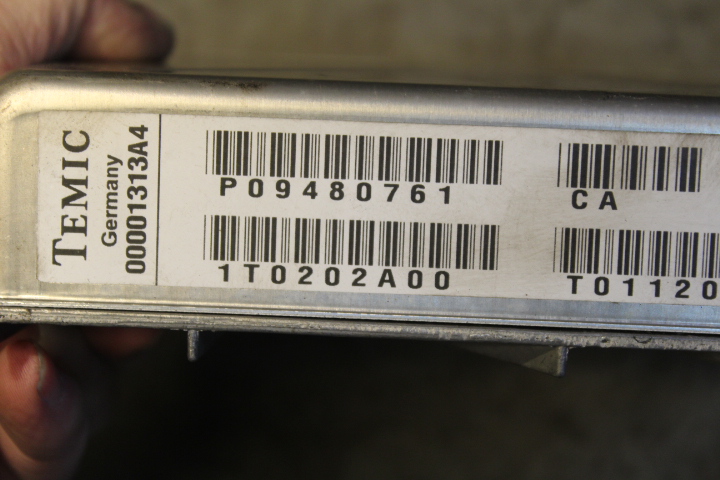 TEMIC
Germany
00001313A4
P09480761
CA
1T0202A00
T01120